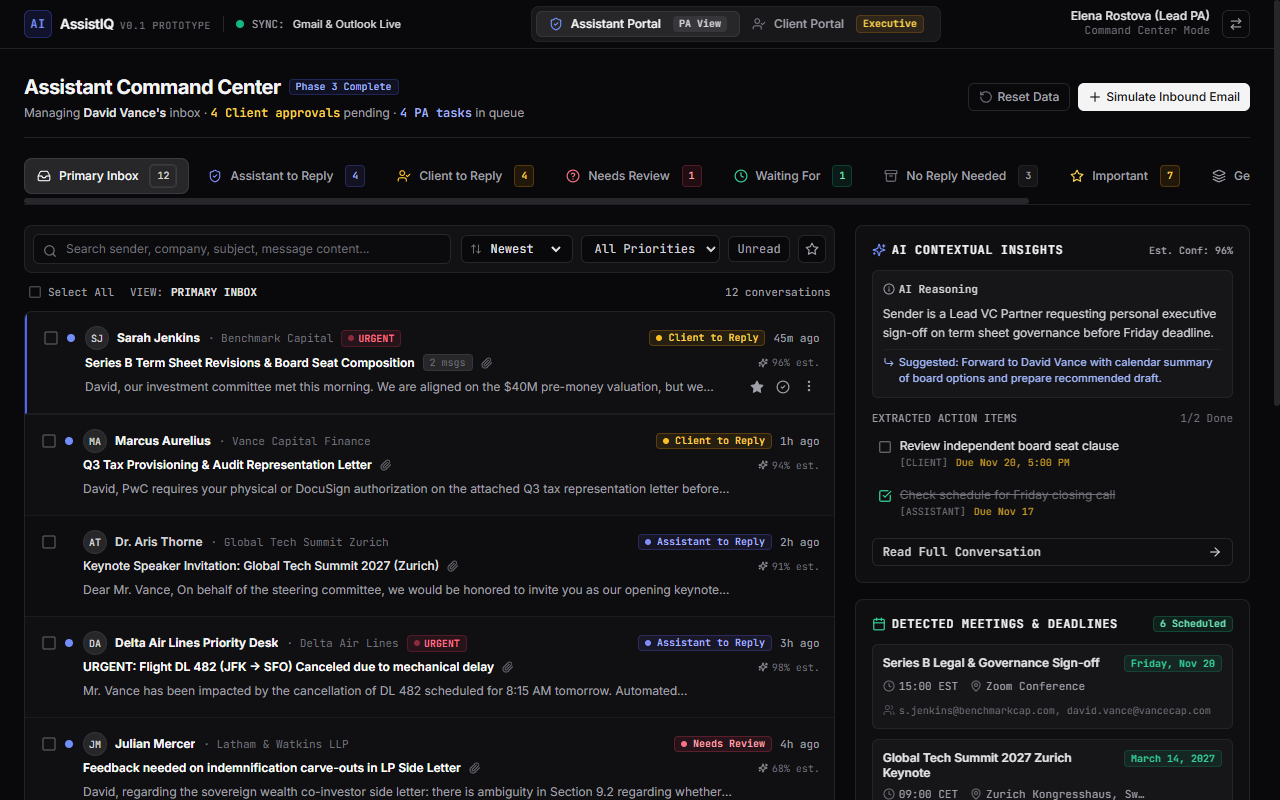 AI AssistIQ V0.1 PROTOTYPE SYNC: Gmail & Outlook Live Assistant Portal PA View Client Portal Executive Elena Rostova (Lead PA)
Command Center Mode
Assistant Command Center Phase 3 Complete
Managing David Vance's inbox · 4 Client approvals pending · 4 PA tasks in queue
Reset Data + Simulate Inbound Email
Primary Inbox 12 Assistant to Reply 4 Client to Reply 4 Needs Review 1 Waiting For 1 No Reply Needed 3 Important 7 Ge
Search sender, company, subject, message content... Newest All Priorities Unread
Select All VIEW: PRIMARY INBOX 12 conversations
SJ Sarah Jenkins · Benchmark Capital URGENT Client to Reply 45m ago
Series B Term Sheet Revisions & Board Seat Composition 2 msgs 96% est.
David, our investment committee met this morning. We are aligned on the $40M pre-money valuation, but we...
MA Marcus Aurelius · Vance Capital Finance Client to Reply 1h ago
Q3 Tax Provisioning & Audit Representation Letter 94% est.
David, PwC requires your physical or DocuSign authorization on the attached Q3 tax representation letter before...
AT Dr. Aris Thorne · Global Tech Summit Zurich Assistant to Reply 2h ago
Keynote Speaker Invitation: Global Tech Summit 2027 (Zurich) 91% est.
Dear Mr. Vance, On behalf of the steering committee, we would be honored to invite you as our opening keynote...
DA Delta Air Lines Priority Desk · Delta Air Lines URGENT Assistant to Reply 3h ago
URGENT: Flight DL 482 (JFK → SFO) Canceled due to mechanical delay 98% est.
Mr. Vance has been impacted by the cancellation of DL 482 scheduled for 8:15 AM tomorrow. Automated...
JM Julian Mercer · Latham & Watkins LLP Needs Review 4h ago
Feedback needed on indemnification carve-outs in LP Side Letter 68% est.
David, regarding the sovereign wealth co-investor side letter: there is ambiguity in Section 9.2 regarding whether...
AI CONTEXTUAL INSIGHTS Est. Conf: 96%
AI Reasoning
Sender is a Lead VC Partner requesting personal executive
sign-off on term sheet governance before Friday deadline.
↳ Suggested: Forward to David Vance with calendar summary
of board options and prepare recommended draft.
EXTRACTED ACTION ITEMS 1/2 Done
Review independent board seat clause
[CLIENT] Due Nov 20, 5:00 PM
Check schedule for Friday closing call
[ASSISTANT] Due Nov 17
Read Full Conversation →
DETECTED MEETINGS & DEADLINES 6 Scheduled
Series B Legal & Governance Sign-off Friday, Nov 20
15:00 EST Zoom Conference
s.jenkins@benchmarkcap.com, david.vance@vancecap.com
Global Tech Summit 2027 Zurich March 14, 2027
Keynote
09:00 CET Zurich Kongresshaus, Sw…